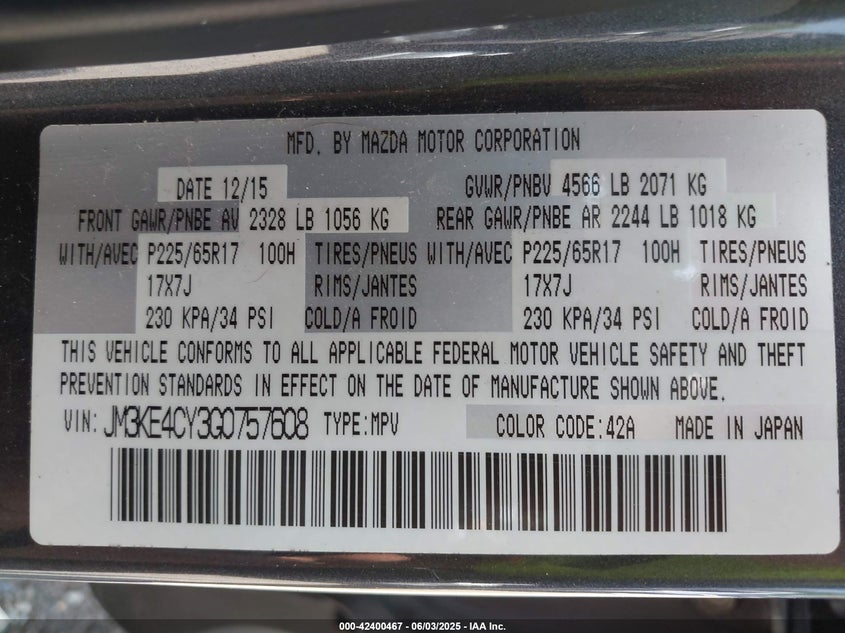 MFD. BY MAZDA MOTOR CORPORATION
DATE 12/15 GVWR/PNBV 4566 LB 2071 KG
FRONT GAWR/PNBE AV 2328 LB 1056 KG REAR GAWR/PNBE AR 2244 LB 1018 KG
WITH/AVEC P225/65R17 100H TIRES/PNEUS WITH/AVEC P225/65R17 100H TIRES/PNEUS
17X7J RIMS/JANTES 17X7J RIMS/JANTES
230 KPA/34 PSI COLD/A FROID 230 KPA/34 PSI COLD/A FROID
THIS VEHICLE CONFORMS TO ALL APPLICABLE FEDERAL MOTOR VEHICLE SAFETY AND THEFT
PREVENTION STANDARDS IN EFFECT ON THE DATE OF MANUFACTURE SHOWN ABOVE.
VIN: JM3KE4CY3G0757608 TYPE:MPV COLOR CODE:42A MADE IN JAPAN
000-42400467 - 06/03/2025 - IAA Inc.